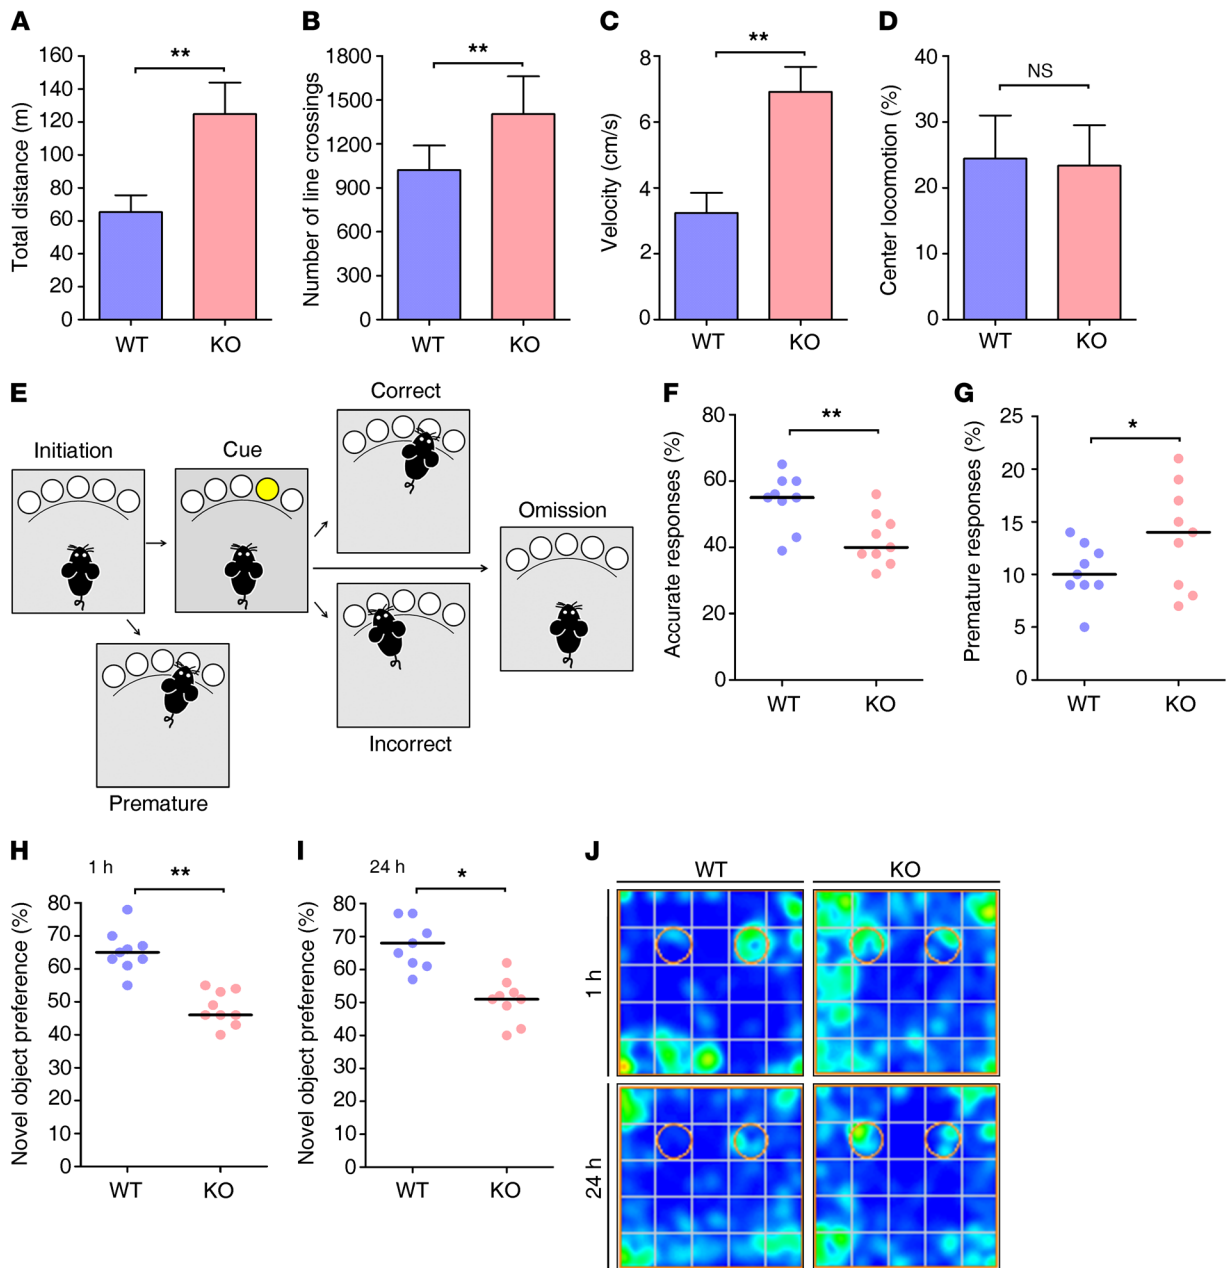 A
Total distance (m)
160
140
120
100
80
60
40
20
0
**
WT
KO
B
Number of line crossings
1800
1500
1200
900
600
300
0
**
WT
KO
C
Velocity (cm/s)
8
6
4
2
0
**
WT
KO
D
Center locomotion (%)
40
30
20
10
0
NS
WT
KO
E
Initiation
Cue
Correct
Omission
Incorrect
Premature
F
Accurate responses (%)
80
60
40
20
0
**
WT
KO
G
Premature responses (%)
25
20
15
10
5
0
*
WT
KO
H
1 h
Novel object preference (%)
80
70
60
50
40
30
20
10
0
**
WT
KO
I
24 h
Novel object preference (%)
80
70
60
50
40
30
20
10
0
*
WT
KO
J
WT
KO
1 h
24 h